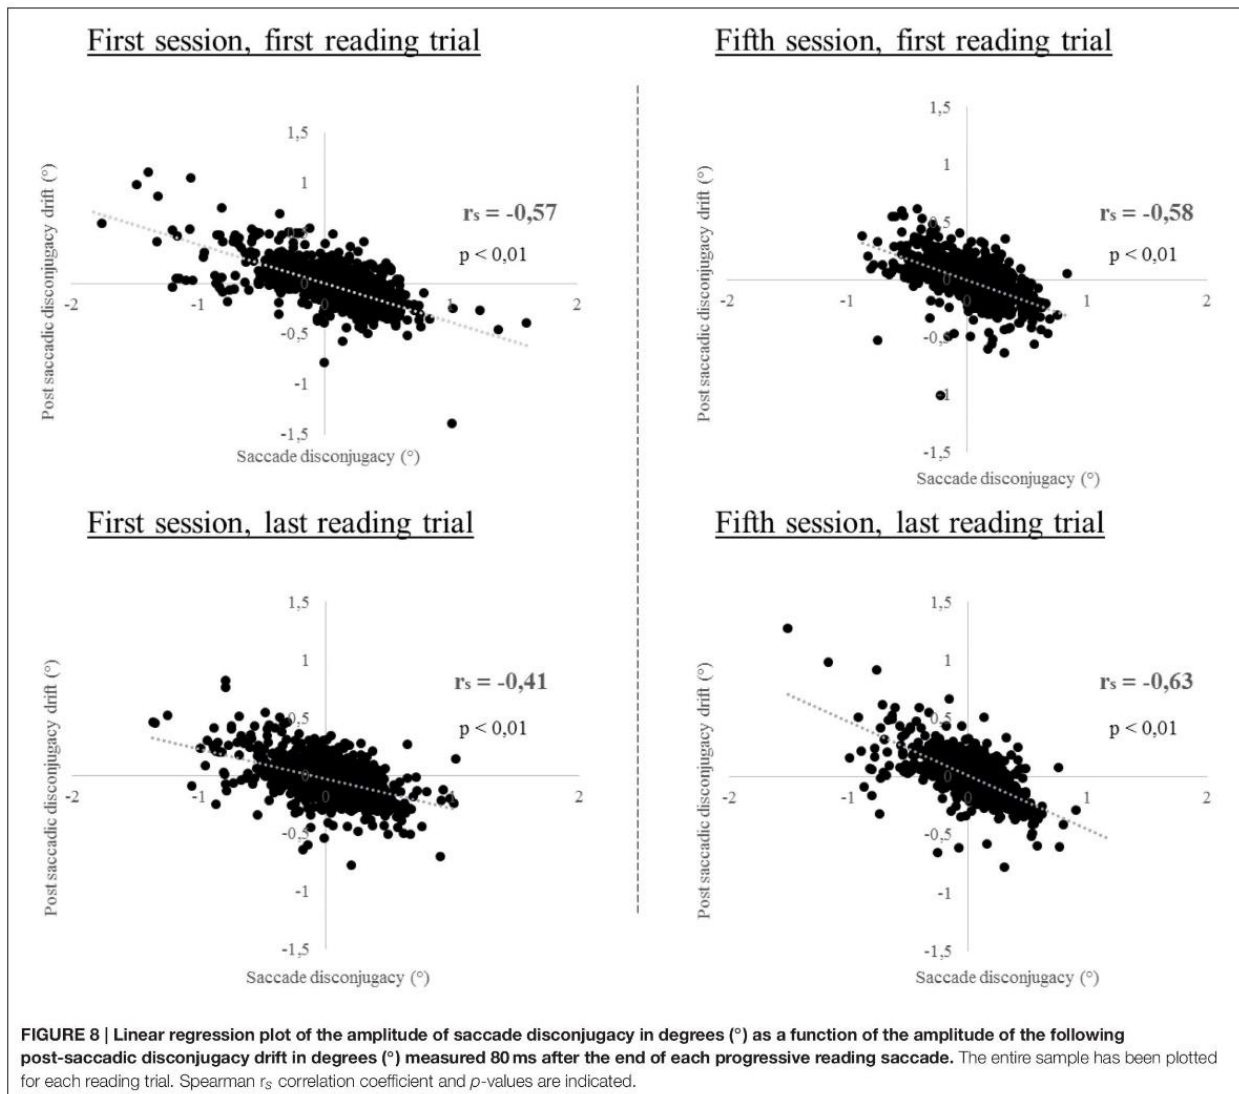 First session, first reading trial
1,5
1
0,5
0
-0,5
-1
-1,5
-2
-1
1
2
Post saccadic disconjugacy drift (°)
Saccade disconjugacy (°)
rs = -0,57
p < 0,01
Fifth session, first reading trial
1,5
1
0,5
0
-0,5
-1
-1,5
-2
-1
1
2
Post saccadic disconjugacy drift (°)
Saccade disconjugacy (°)
rs = -0,58
p < 0,01
First session, last reading trial
1,5
1
0,5
0
-0,5
-1
-1,5
-2
-1
1
2
Post saccadic disconjugacy drift (°)
Saccade disconjugacy (°)
rs = -0,41
p < 0,01
Fifth session, last reading trial
1,5
1
0,5
0
-0,5
-1
-1,5
-2
-1
1
2
Post saccadic disconjugacy drift (°)
Saccade disconjugacy (°)
rs = -0,63
p < 0,01
FIGURE 8 | Linear regression plot of the amplitude of saccade disconjugacy in degrees (°) as a function of the amplitude of the following
post-saccadic disconjugacy drift in degrees (°) measured 80 ms after the end of each progressive reading saccade. The entire sample has been plotted
for each reading trial. Spearman rs correlation coefficient and p-values are indicated.